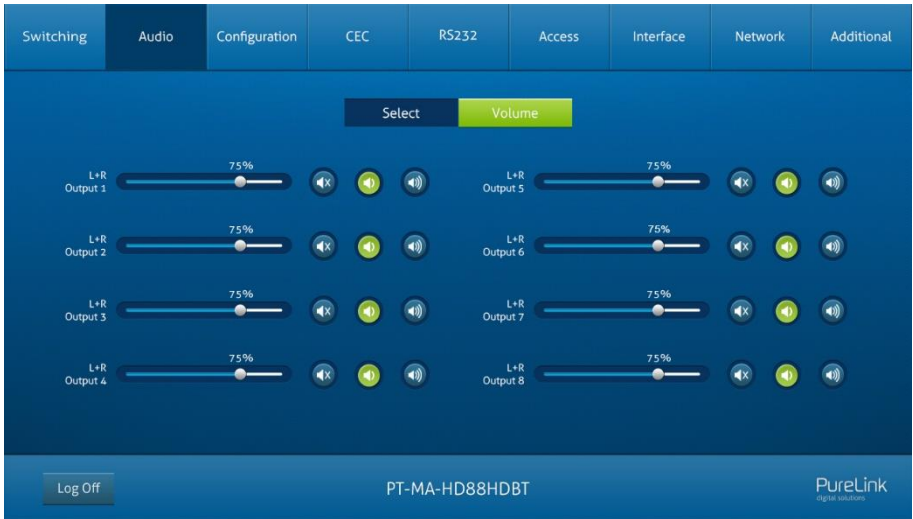 Switching Audio Configuration CEC RS232 Access Interface Network Additional
Select Volume
75%
L+R
Output 1
75%
L+R
Output 5
75%
L+R
Output 2
75%
L+R
Output 6
75%
L+R
Output 3
75%
L+R
Output 7
75%
L+R
Output 4
75%
L+R
Output 8
Log Off PT-MA-HD88HDBT PureLink
digital solutions